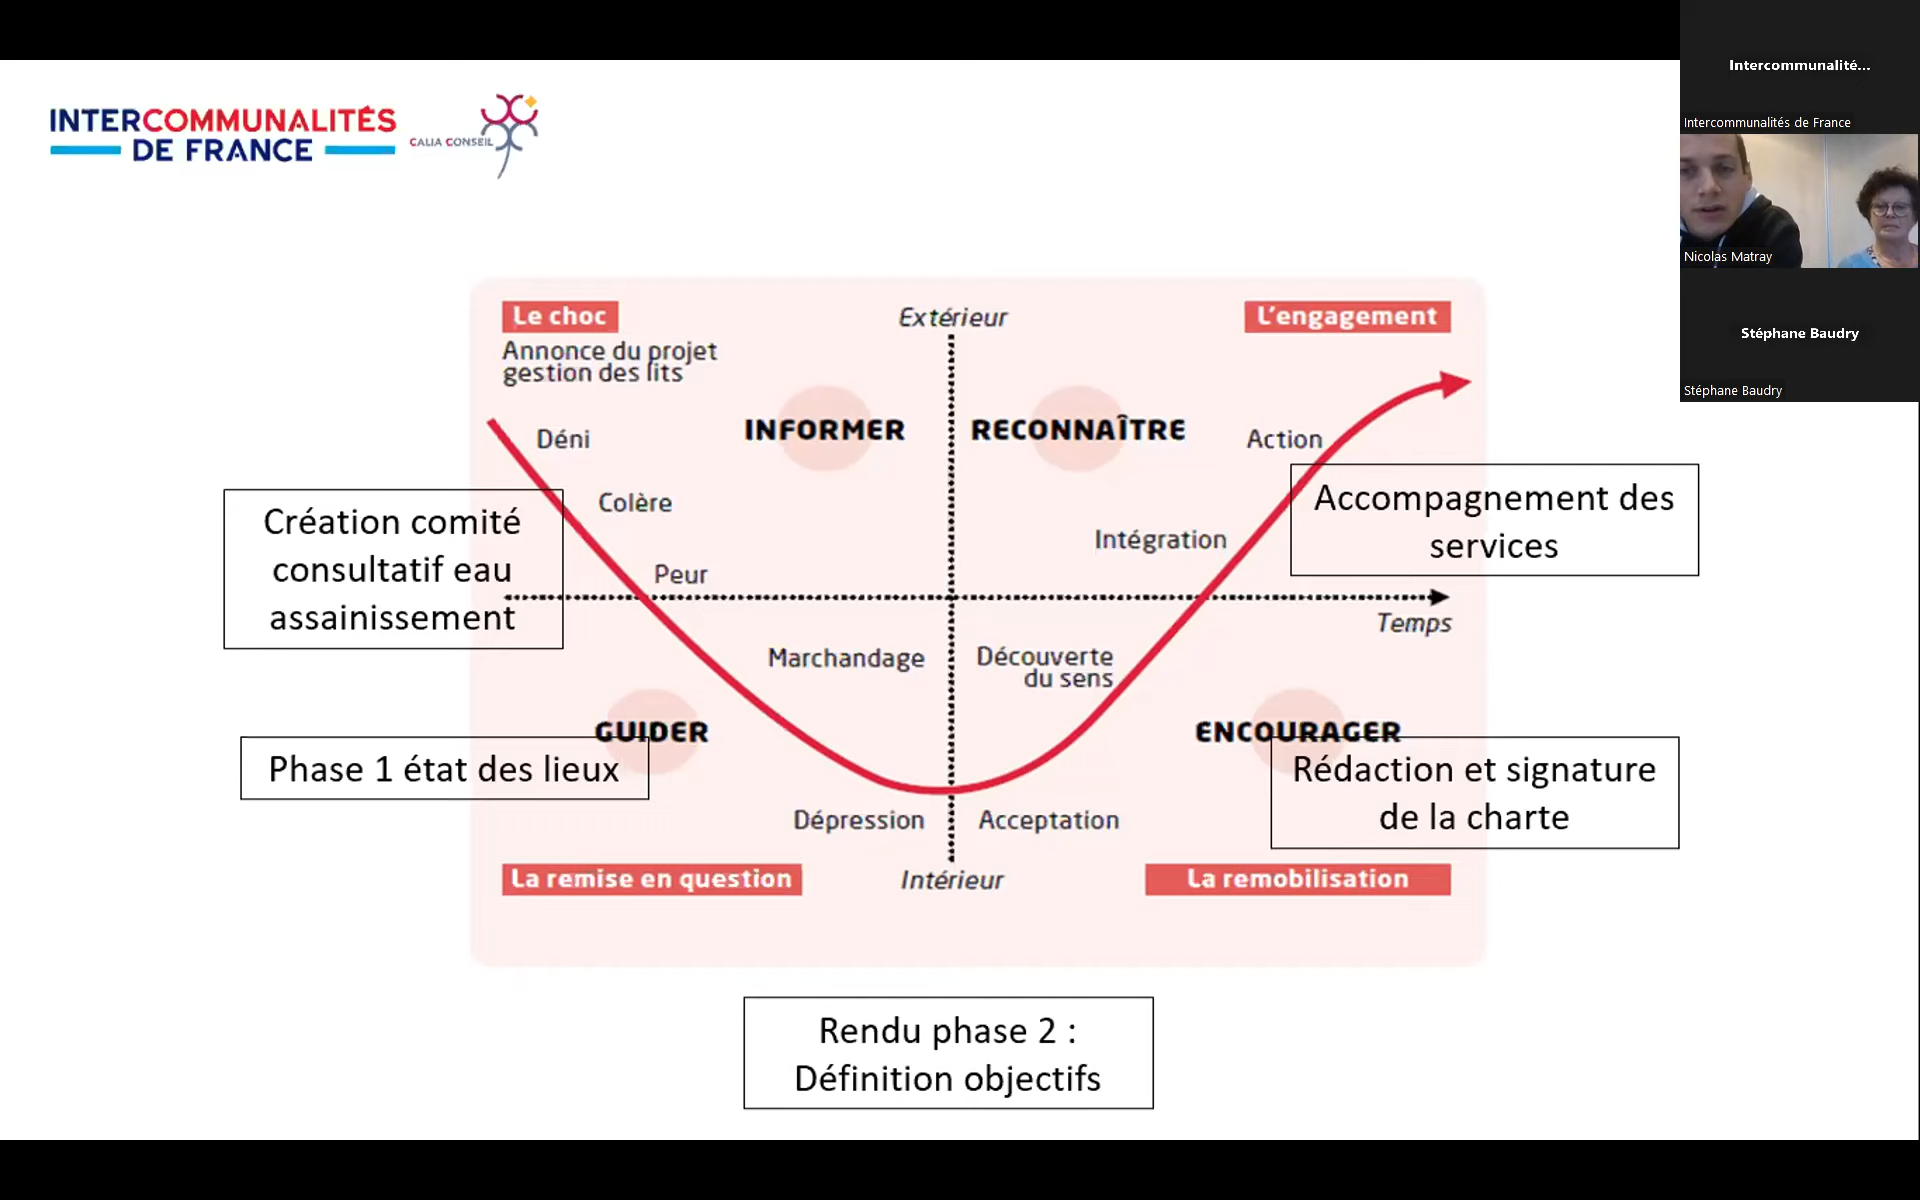 INTERCOMMUNALITÉS
DE FRANCE
CALIA CONSEIL
Intercommunalité...
Intercommunalités de France
Nicolas Matray
Stéphane Baudry
Stéphane Baudry
Le choc
Extérieur
L'engagement
Annonce du projet
gestion des lits
INFORMER
RECONNAÎTRE
Déni
Action
Colère
Intégration
Peur
Création comité
consultatif eau
assainissement
Accompagnement des
services
Temps
Marchandage
Découverte
du sens
GUIDER
ENCOURAGER
Phase 1 état des lieux
Rédaction et signature
de la charte
Dépression
Acceptation
La remise en question
Intérieur
La remobilisation
Rendu phase 2 :
Définition objectifs